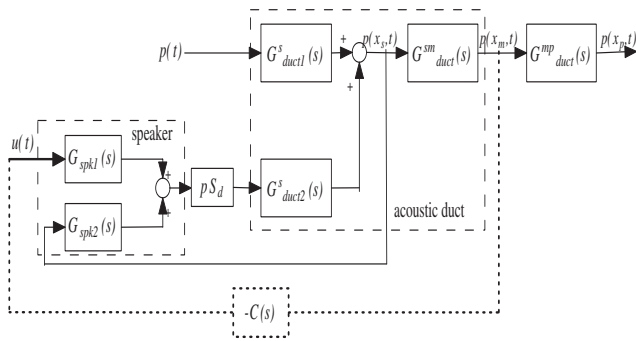 p(t)
G^s_duct1(s)
+
+
p(x_s,t)
G^sm_duct(s)
p(x_m,t)
G^mp_duct(s)
p(x_p,t)
u(t)
speaker
G_spk1(s)
+
+
G_spk2(s)
pS_d
G^s_duct2(s)
acoustic duct
-C(s)